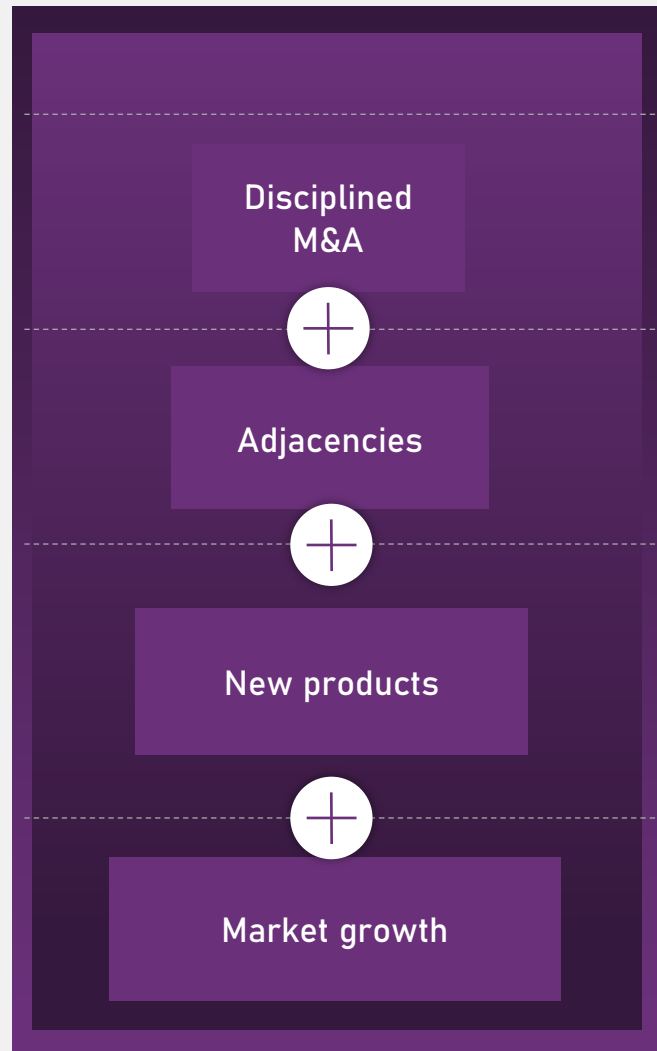 Disciplined
M&A
Adjacencies
New products
Market growth